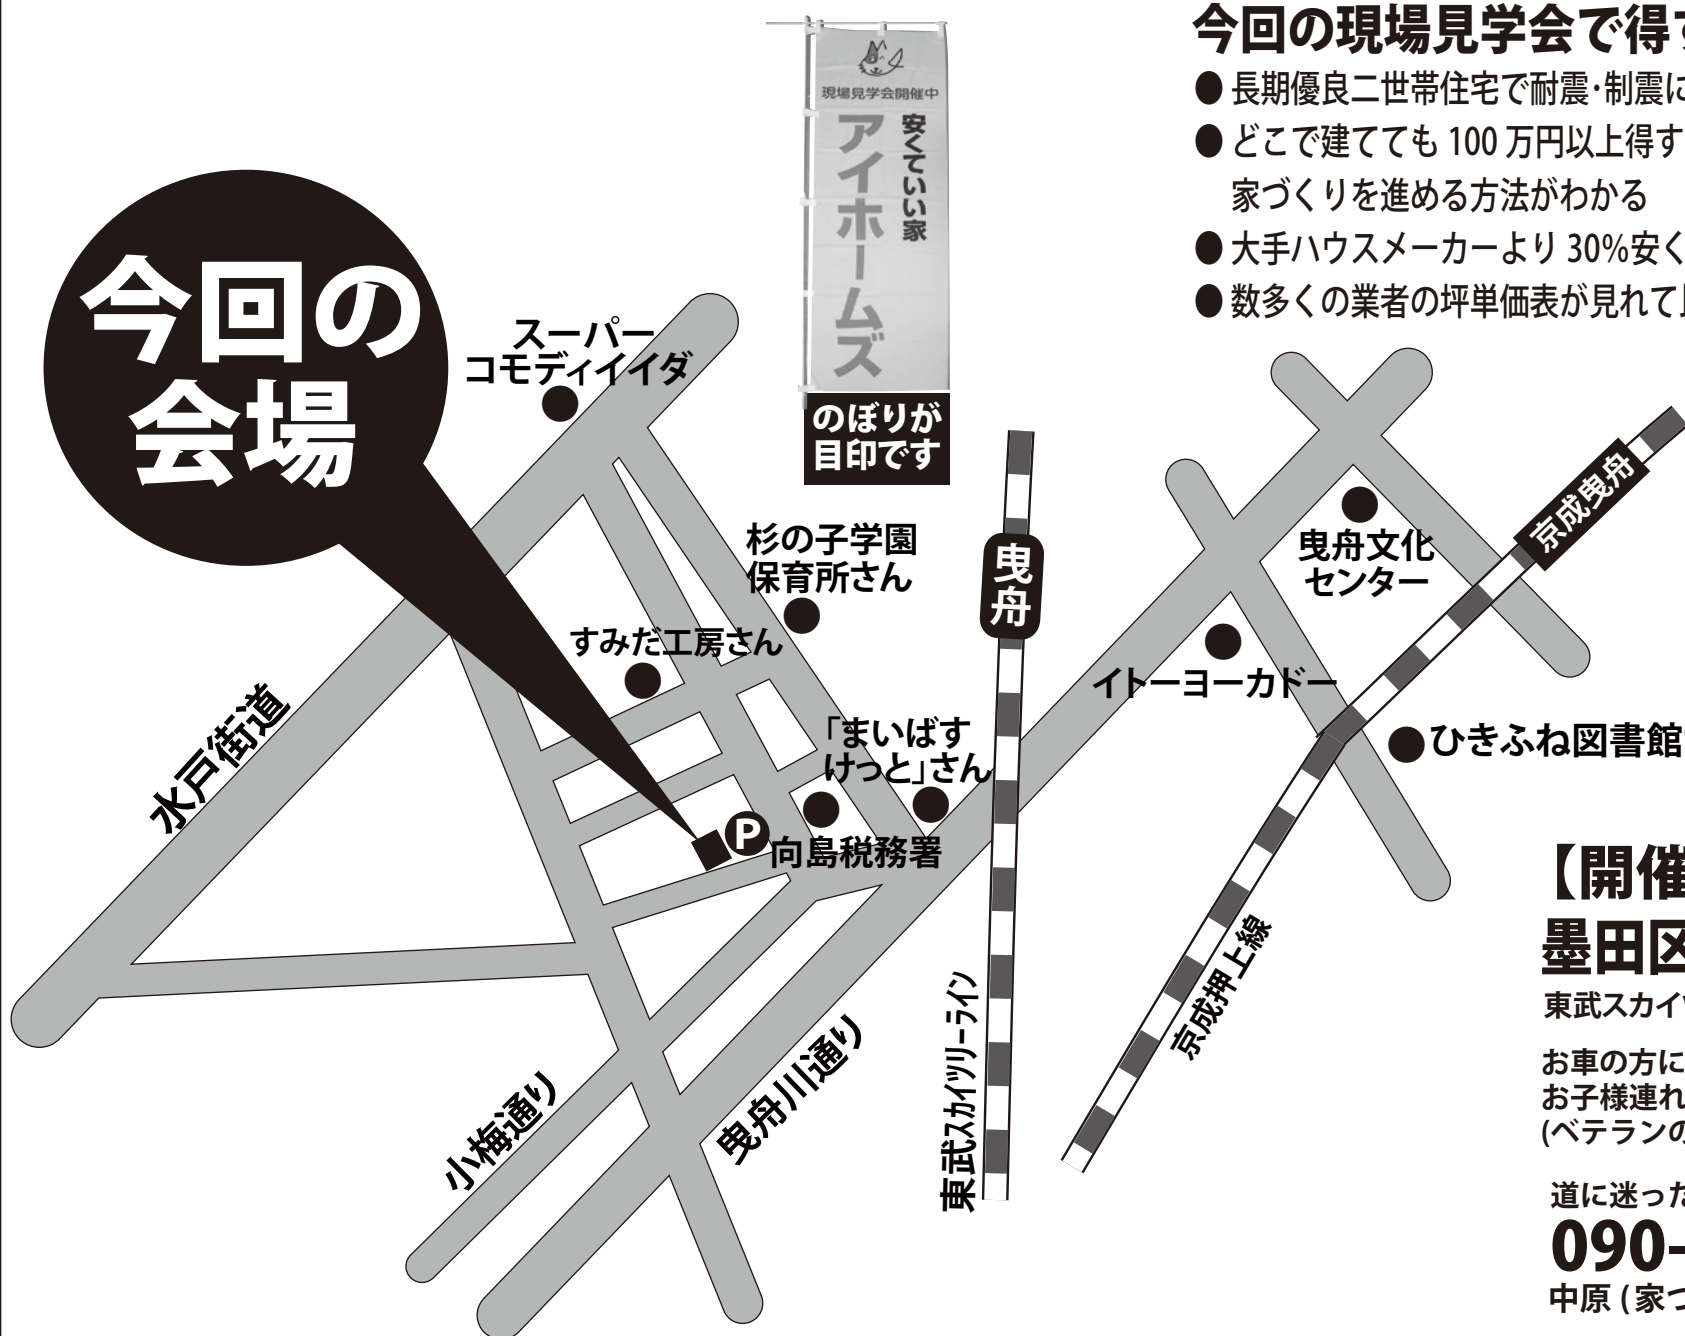 今回の現場見学会で得す
● 長期優良二世帯住宅で耐震・制震に
● どこで建てても 100 万円以上得す
家づくりを進める方法がわかる
● 大手ハウスメーカーより 30%安く
● 数多くの業者の坪単価表が見れて
現場見学会開催中
安くていい家
アイホームズ
のぼりが
目印です
今回の
会場
スーパー
コモディイイダ
杉の子学園
保育所さん
すみだ工房さん
「まいばす
けっと」さん
P
向島税務署
水戸街道
小梅通り
曳舟川通り
曳舟
東武スカイツリーライン
京成押上線
京成曳舟
曳舟文化
センター
イトーヨーカドー
ひきふね図書館
【開催
墨田区
東武スカイツ
お車の方に
お子様連れ
(ベテランの
道に迷った
090-
中原 ( 家つ